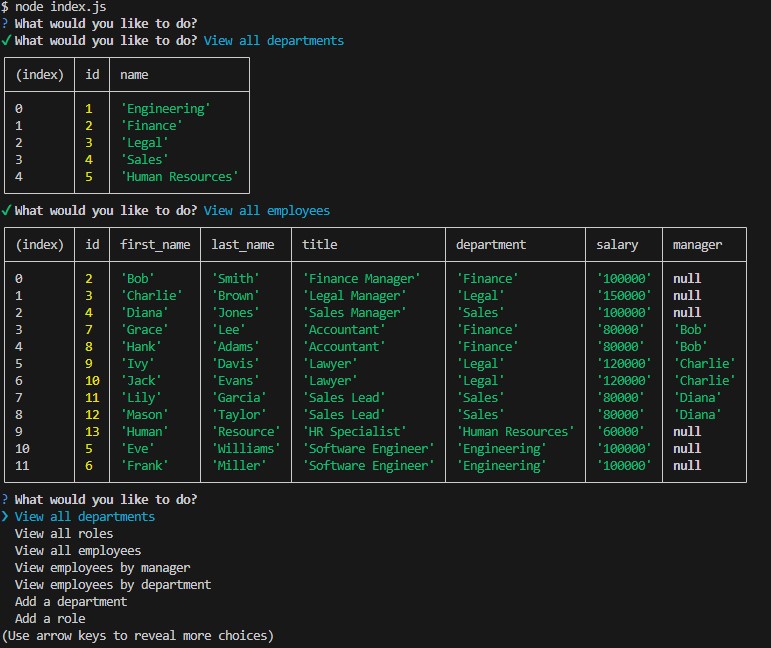 $ node index.js
? What would you like to do?
✓ What would you like to do? View all departments
(index) id name
0 1 'Engineering'
1 2 'Finance'
2 3 'Legal'
3 4 'Sales'
4 5 'Human Resources'
✓ What would you like to do? View all employees
(index) id first_name last_name title department salary manager
0 2 'Bob' 'Smith' 'Finance Manager' 'Finance' '100000' null
1 3 'Charlie' 'Brown' 'Legal Manager' 'Legal' '150000' null
2 4 'Diana' 'Jones' 'Sales Manager' 'Sales' '100000' null
3 7 'Grace' 'Lee' 'Accountant' 'Finance' '80000' 'Bob'
4 8 'Hank' 'Adams' 'Accountant' 'Finance' '80000' 'Bob'
5 9 'Ivy' 'Davis' 'Lawyer' 'Legal' '120000' 'Charlie'
6 10 'Jack' 'Evans' 'Lawyer' 'Legal' '120000' 'Charlie'
7 11 'Lily' 'Garcia' 'Sales Lead' 'Sales' '80000' 'Diana'
8 12 'Mason' 'Taylor' 'Sales Lead' 'Sales' '80000' 'Diana'
9 13 'Human' 'Resource' 'HR Specialist' 'Human Resources' '60000' null
10 5 'Eve' 'Williams' 'Software Engineer' 'Engineering' '100000' null
11 6 'Frank' 'Miller' 'Software Engineer' 'Engineering' '100000' null
? What would you like to do?
❯ View all departments
View all roles
View all employees
View employees by manager
View employees by department
Add a department
Add a role
(Use arrow keys to reveal more choices)